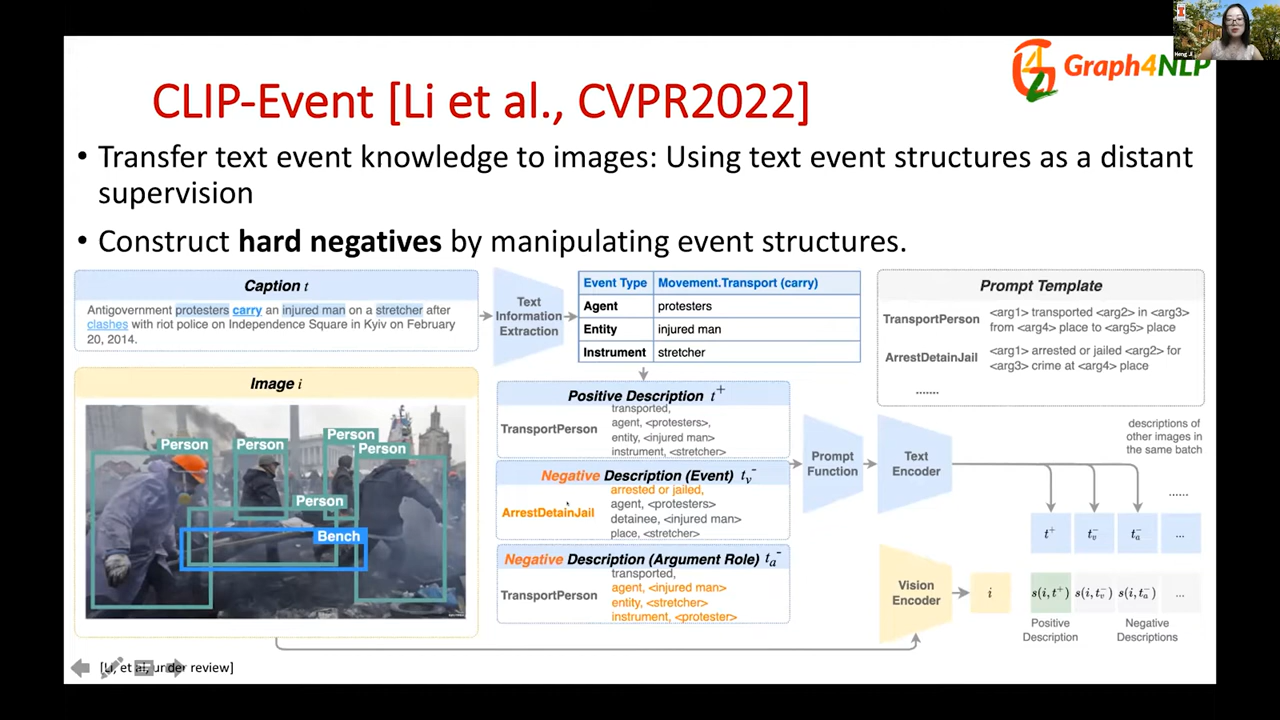 Heng Ji
Graph4NLP
CLIP-Event [Li et al., CVPR2022]
• Transfer text event knowledge to images: Using text event structures as a distant
supervision
• Construct hard negatives by manipulating event structures.
Caption t
Antigovernment protesters carry an injured man on a stretcher after
clashes with riot police on Independence Square in Kyiv on February
20, 2014.
Text
Information
Extraction
Event Type Movement.Transport (carry)
Agent protesters
Entity injured man
Instrument stretcher
Prompt Template
TransportPerson <arg1> transported <arg2> in <arg3>
from <arg4> place to <arg5> place
ArrestDetainJail <arg1> arrested or jailed <arg2> for
<arg3> crime at <arg4> place
.......
Image i
Person
Person
Person
Person
Person
Bench
Positive Description t⁺
TransportPerson
transported,
agent, <protesters>,
entity, <injured man>
instrument, <stretcher>
Negative Description (Event) tᵥ⁻
ArrestDetainJail
arrested or jailed,
agent, <protesters>
detainee, <injured man>
place, <stretcher>
Negative Description (Argument Role) tₐ⁻
TransportPerson
transported,
agent, <injured man>
entity, <stretcher>
instrument, <protester>
Prompt
Function
Text
Encoder
descriptions of
other images in
the same batch
......
t⁺ tᵥ⁻ tₐ⁻ ...
Vision
Encoder
i
s(i,t⁺) s(i,tᵥ⁻) s(i,tₐ⁻) ...
Positive
Description
Negative
Descriptions
[Li, et al, under review]